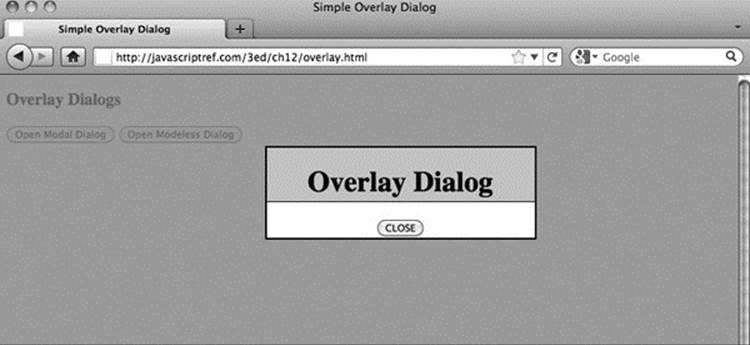 Simple Overlay Dialog
Simple Overlay Dialog
http://javascriptref.com/3ed/ch12/overlay.html
Google
Overlay Dialogs
Open Modal Dialog Open Modeless Dialog
Overlay Dialog
CLOSE